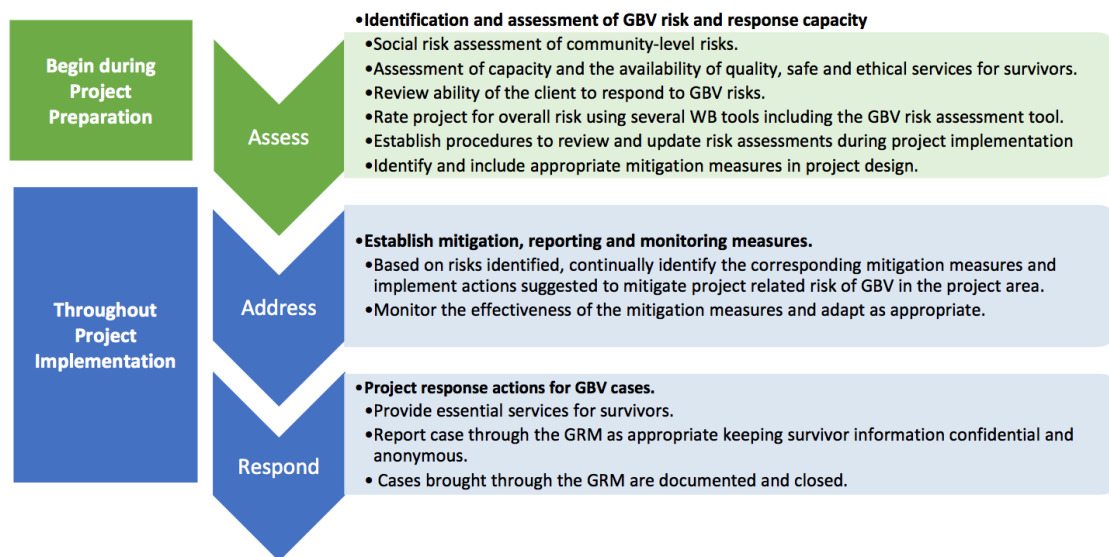 Begin during
Project
Preparation
Assess
•Identification and assessment of GBV risk and response capacity
•Social risk assessment of community-level risks.
•Assessment of capacity and the availability of quality, safe and ethical services for survivors.
•Review ability of the client to respond to GBV risks.
•Rate project for overall risk using several WB tools including the GBV risk assessment tool.
•Establish procedures to review and update risk assessments during project implementation
•Identify and include appropriate mitigation measures in project design.
Throughout
Project
Implementation
Address
•Establish mitigation, reporting and monitoring measures.
•Based on risks identified, continually identify the corresponding mitigation measures and
implement actions suggested to mitigate project related risk of GBV in the project area.
•Monitor the effectiveness of the mitigation measures and adapt as appropriate.
Respond
•Project response actions for GBV cases.
•Provide essential services for survivors.
•Report case through the GRM as appropriate keeping survivor information confidential and
anonymous.
• Cases brought through the GRM are documented and closed.